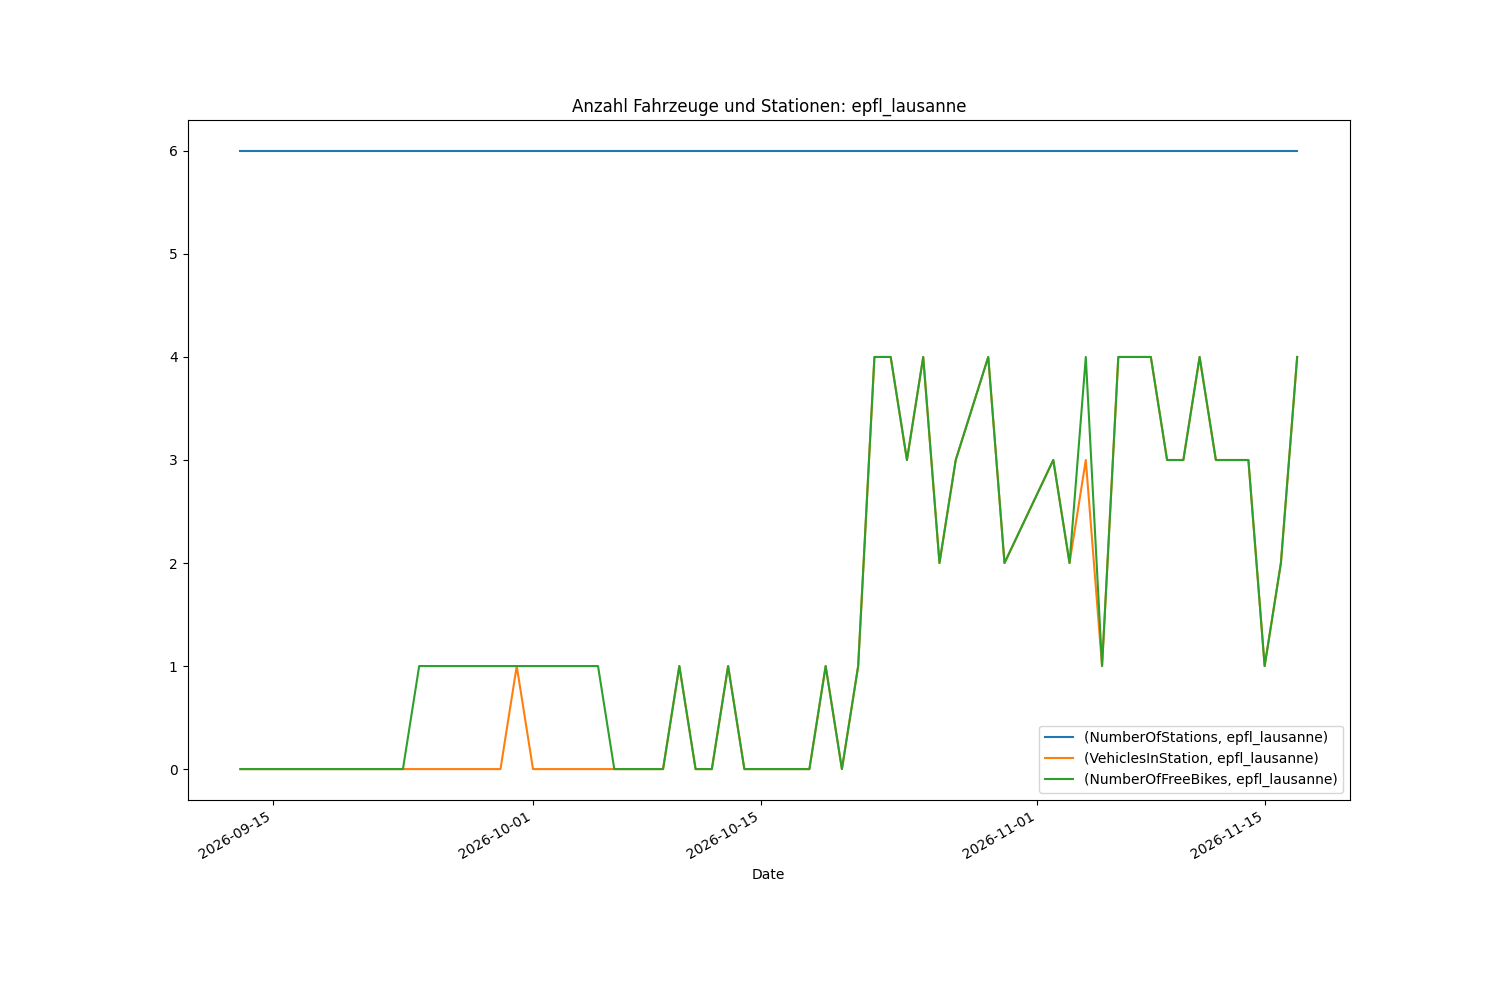 Anzahl Fahrzeuge und Stationen: epfl_lausanne
6
5
4
3
2
1
0
(NumberOfStations, epfl_lausanne)
(VehiclesInStation, epfl_lausanne)
(NumberOfFreeBikes, epfl_lausanne)
2026-09-15
2026-10-01
2026-10-15
2026-11-01
2026-11-15
Date